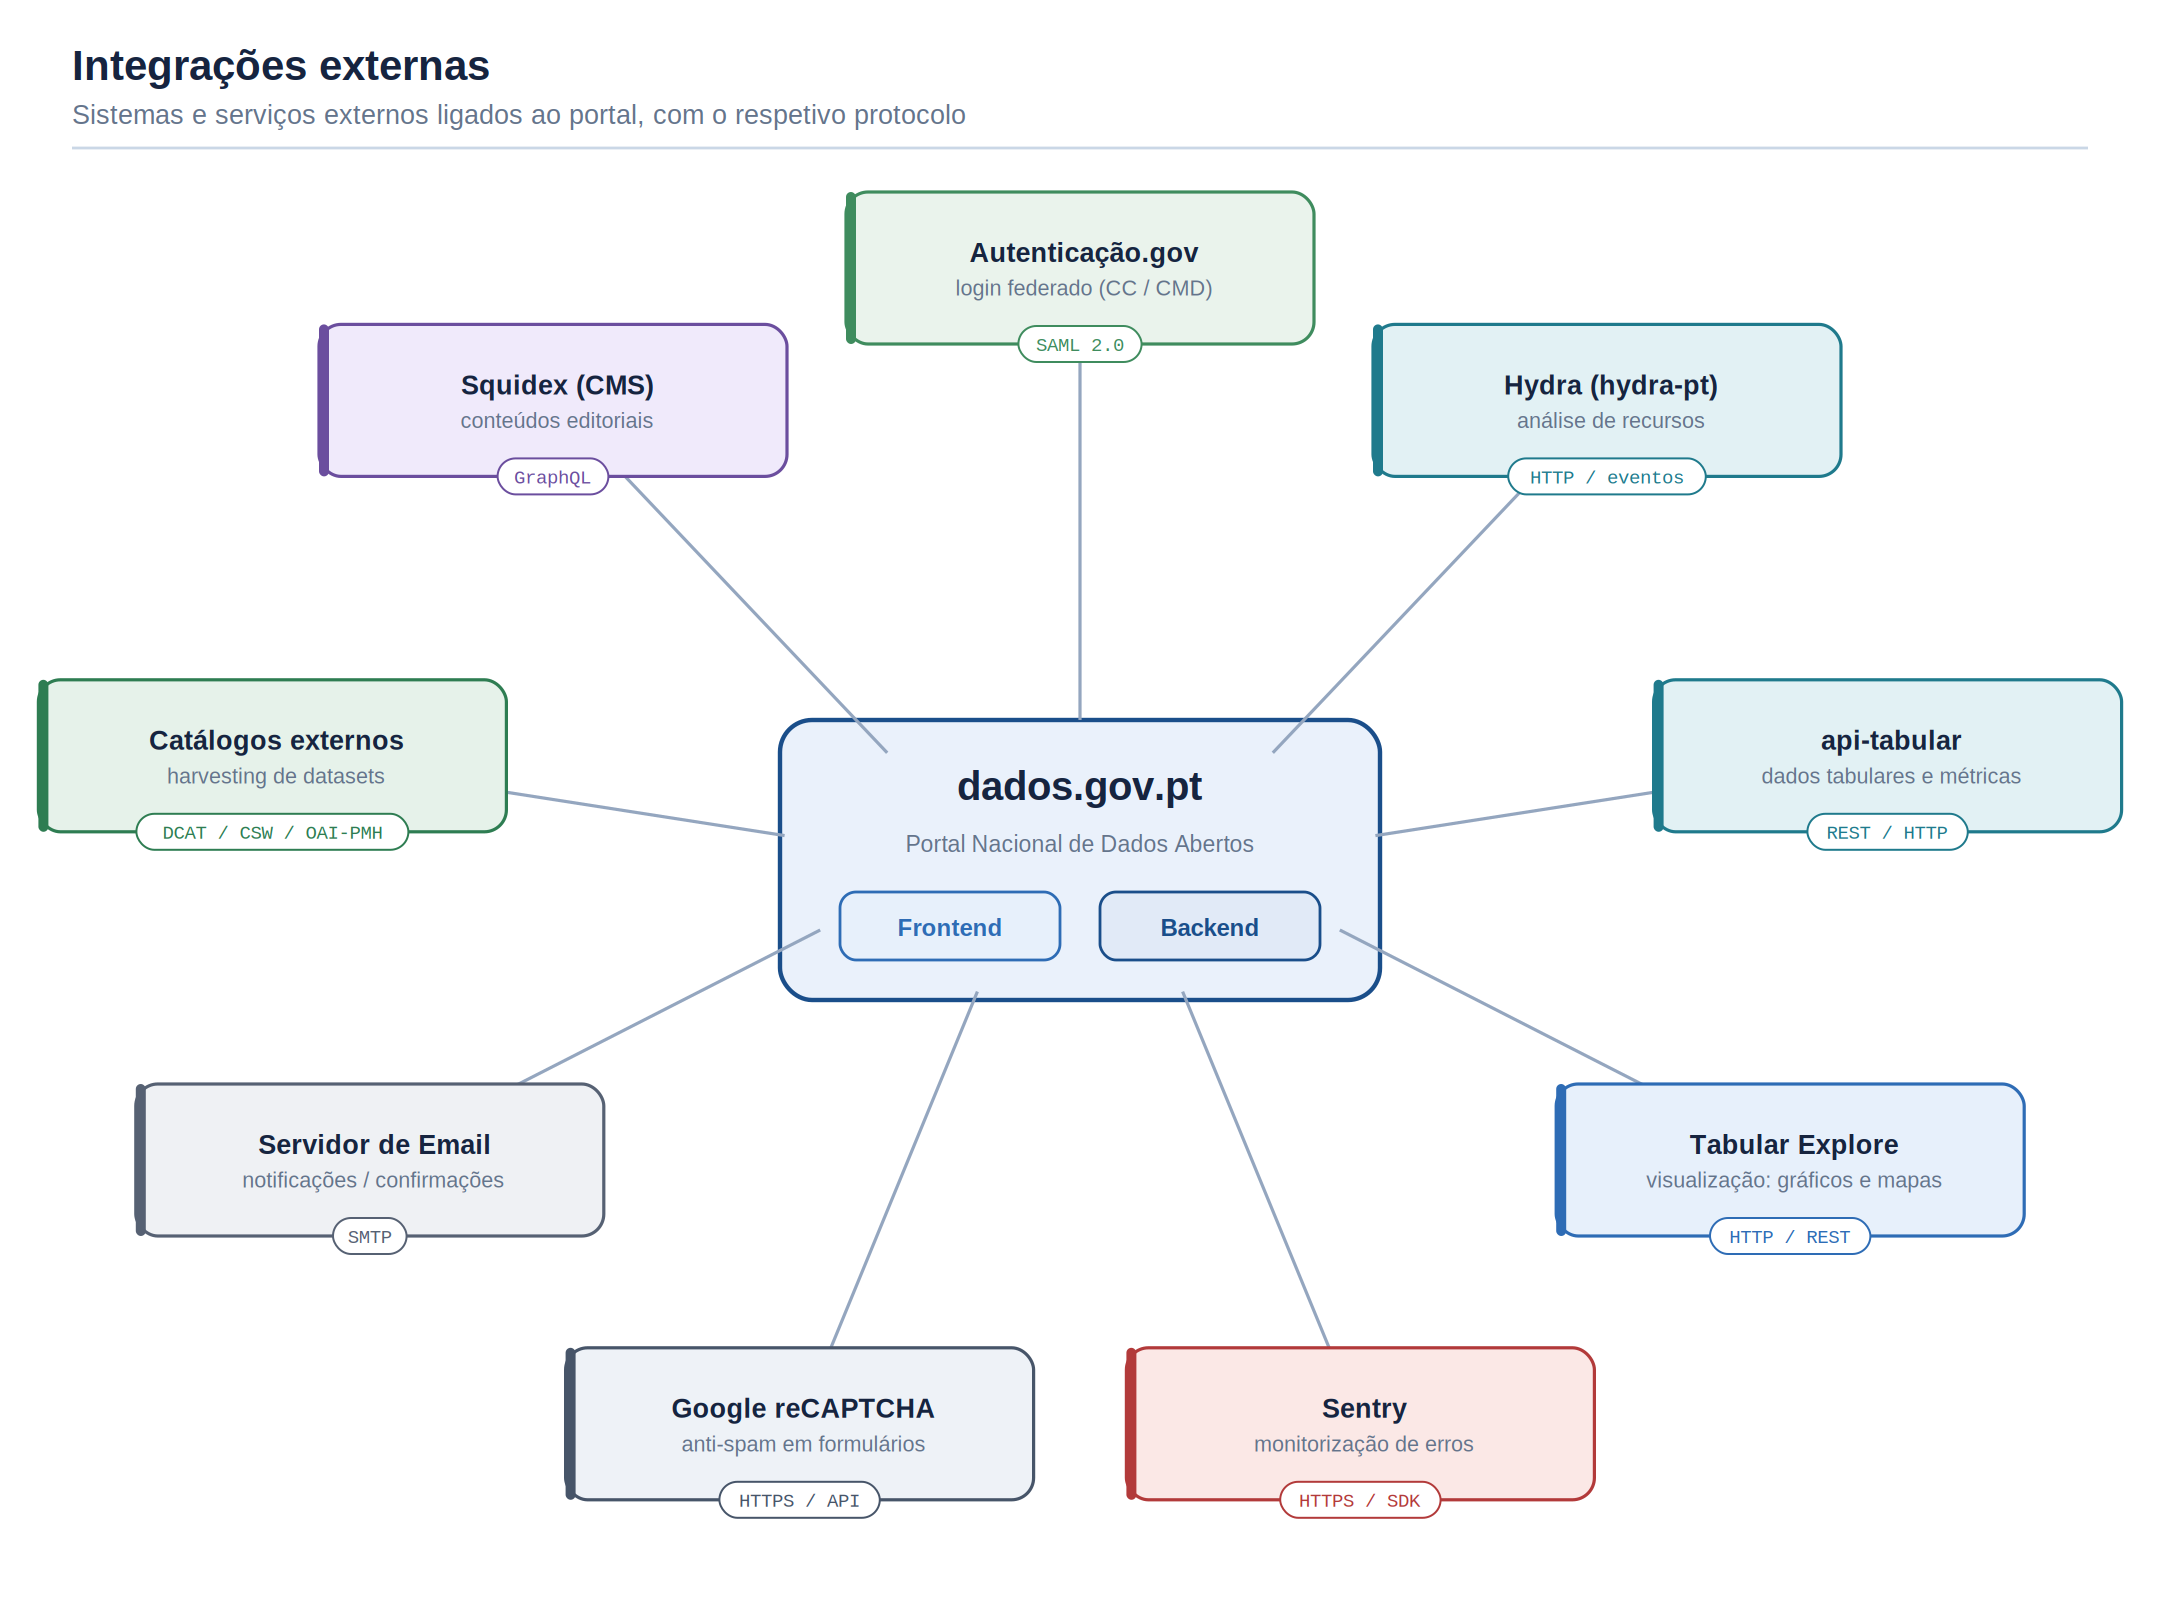 Integrações externas
Sistemas e serviços externos ligados ao portal, com o respetivo protocolo
Autenticação.gov
login federado (CC / CMD)
SAML 2.0
Squidex (CMS)
conteúdos editoriais
GraphQL
Hydra (hydra-pt)
análise de recursos
HTTP / eventos
Catálogos externos
harvesting de datasets
DCAT / CSW / OAI-PMH
api-tabular
dados tabulares e métricas
REST / HTTP
dados.gov.pt
Portal Nacional de Dados Abertos
Frontend
Backend
Servidor de Email
notificações / confirmações
SMTP
Tabular Explore
visualização: gráficos e mapas
HTTP / REST
Google reCAPTCHA
anti-spam em formulários
HTTPS / API
Sentry
monitorização de erros
HTTPS / SDK